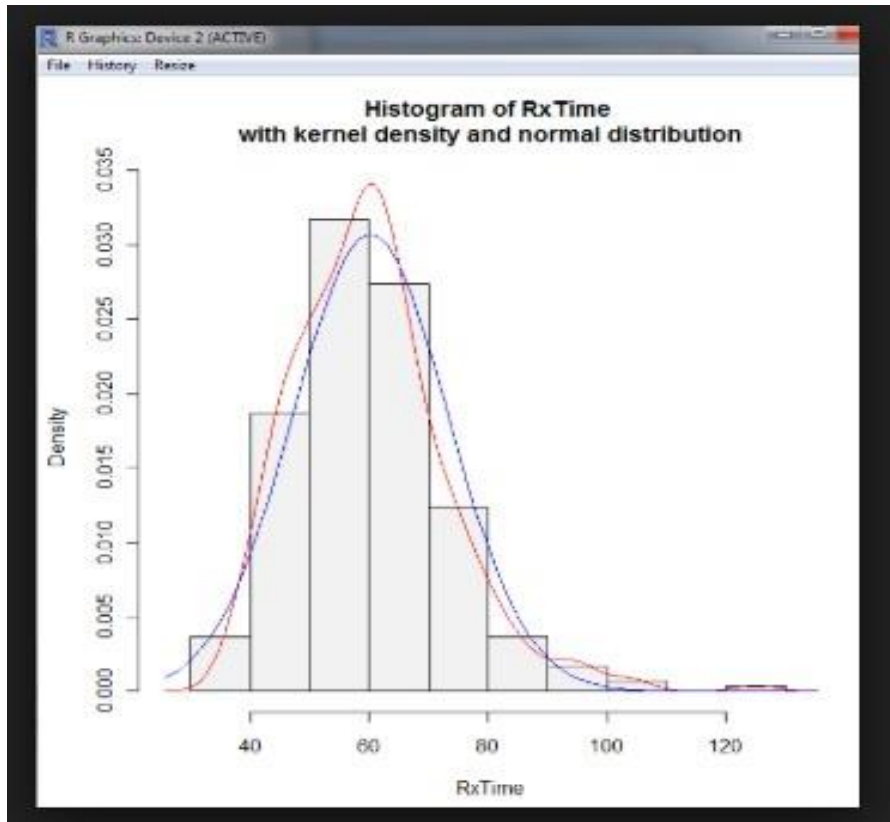 R Graphics: Device 2 (ACTIVE)
File History Resize
Histogram of RxTime
with kernel density and normal distribution
0.035
0.030
0.025
0.020
0.015
0.010
0.005
0.000
Density
40 60 80 100 120
RxTime